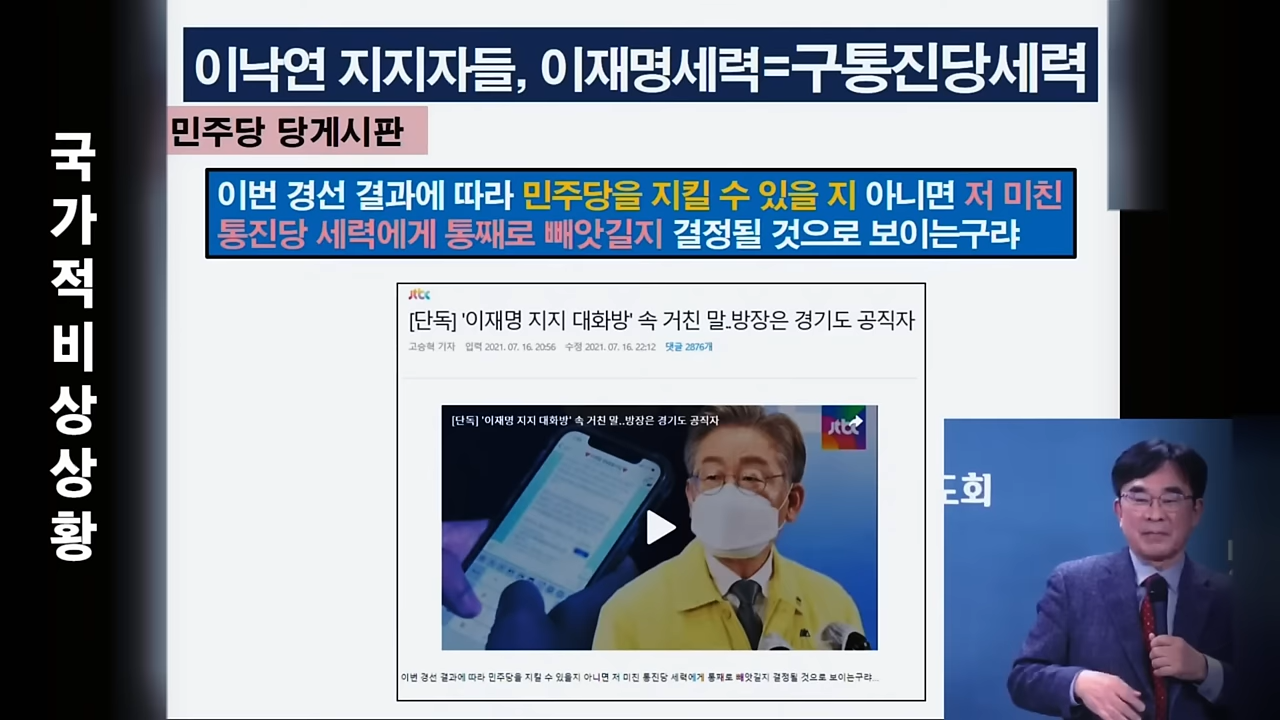 이낙연 지지자들, 이재명세력=구통진당세력
민주당 당게시판
국가적비상상황
이번 경선 결과에 따라 민주당을 지킬 수 있을 지 아니면 저 미친
통진당 세력에게 통째로 빼앗길지 결정될 것으로 보이는구랴
jtbc
[단독] '이재명 지지 대화방' 속 거친 말..방장은 경기도 공직자
고승혁 기자 입력 2021. 07. 16. 20:56 수정 2021. 07. 16. 22:12 댓글 2876개
[단독] '이재명 지지 대화방' 속 거친 말..방장은 경기도 공직자
jtbc
도회
이번 경선 결과에 따라 민주당을 지킬 수 있을지 아니면 저 미친 통진당 세력에게 통째로 빼앗길지 결정될 것으로 보이는구랴...